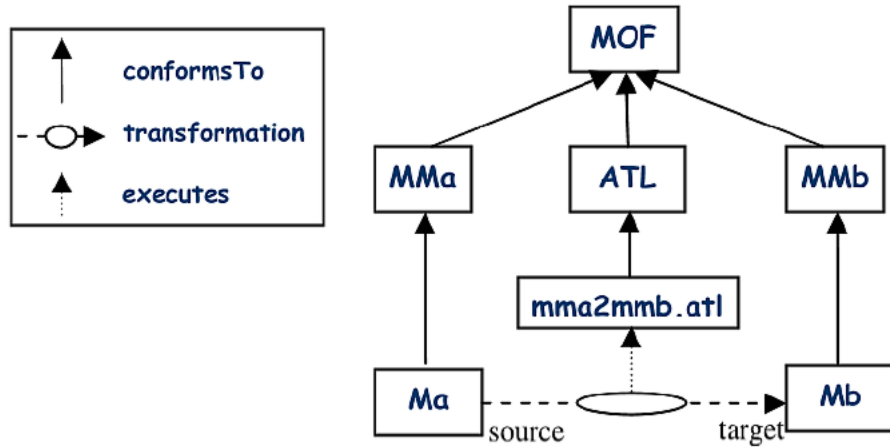 MOF
conformsTo
transformation
executes
MMa
ATL
MMb
mma2mmb.atl
Ma
Mb
source
target